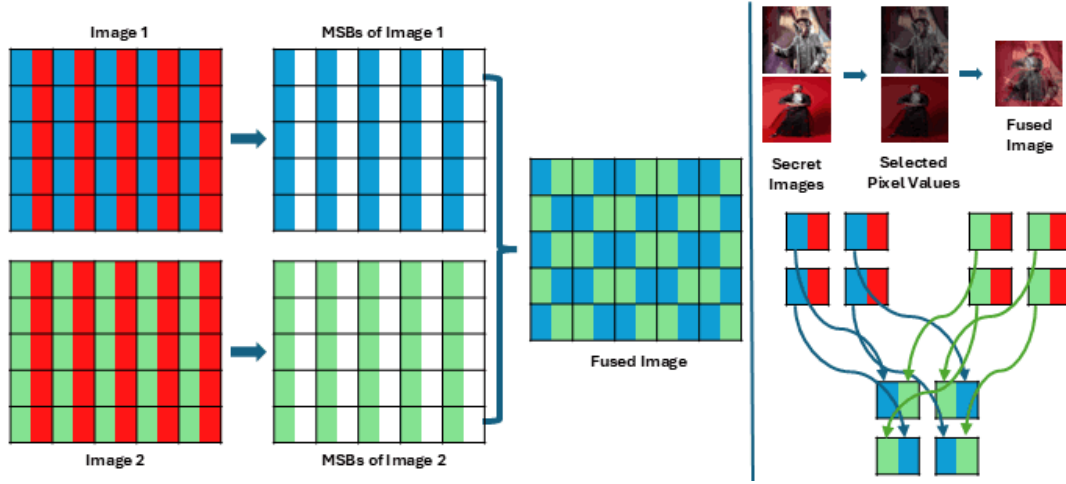 Image 1
MSBs of Image 1
Image 2
MSBs of Image 2
Fused Image
Secret
Images
Selected
Pixel Values
Fused
Image